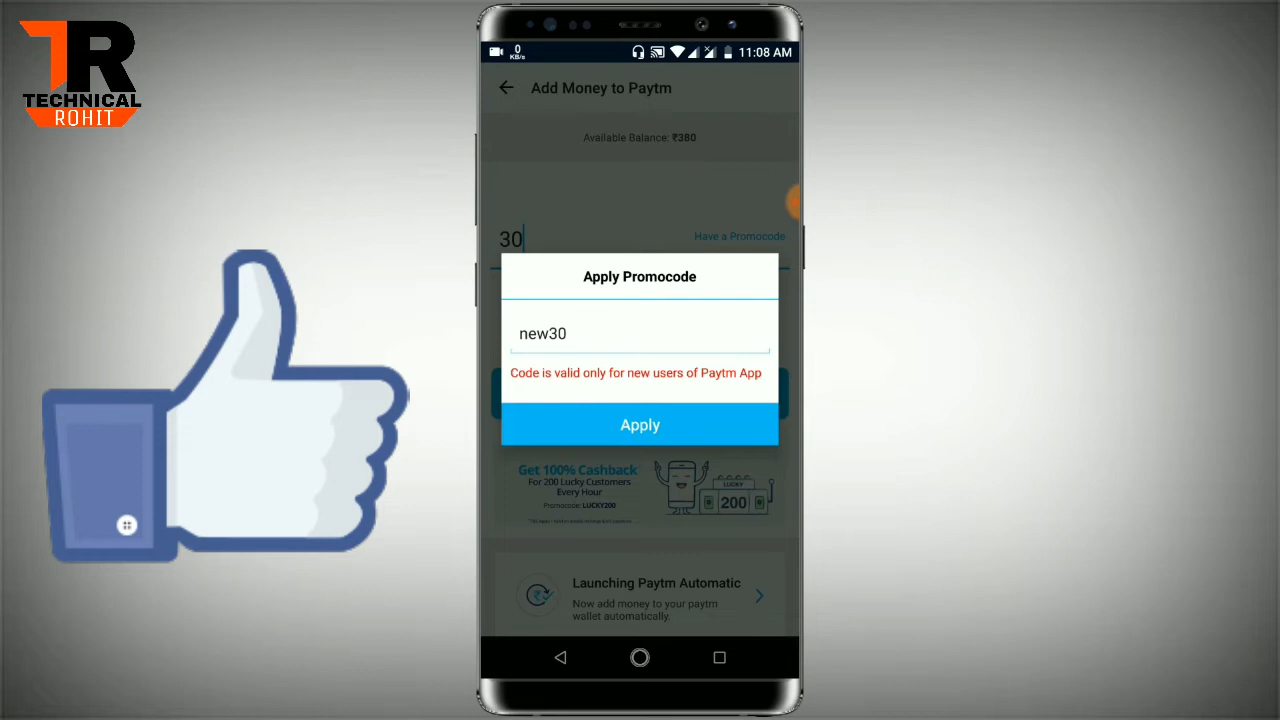 TR
TECHNICAL
ROHIT
0
KB/s
11:08 AM
Add Money to Paytm
Available Balance: ₹380
30
Have a Promocode
Apply Promocode
new30
Code is valid only for new users of Paytm App
Apply
Get 100% Cashback
For 200 Lucky Customers
Every Hour
Promocode: LUCKY200
LUCKY
200
Launching Paytm Automatic
Now add money to your paytm
wallet automatically.